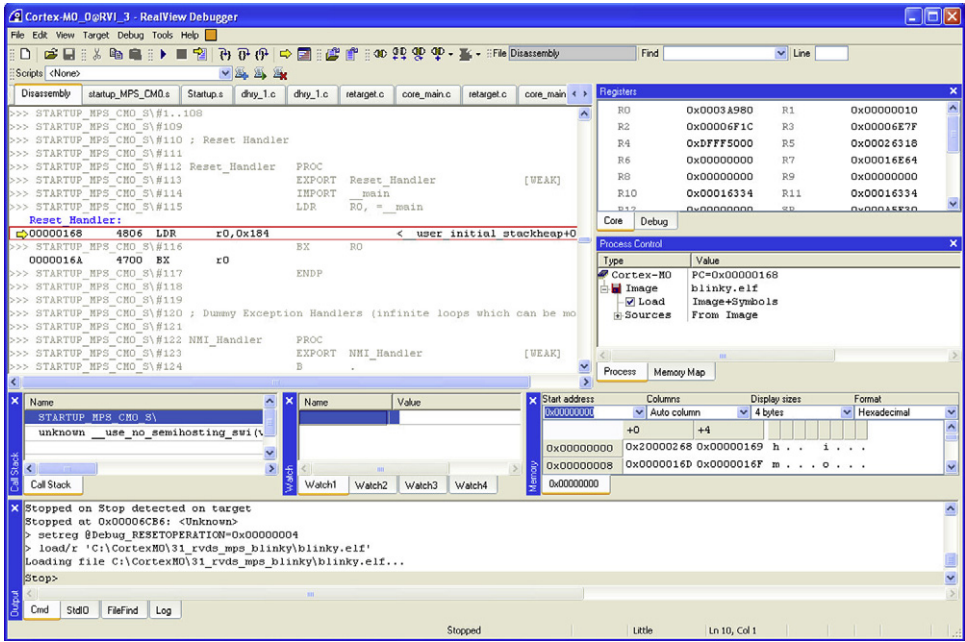 Cortex-M0_0@RVI_3 - RealView Debugger
File Edit View Target Debug Tools Help
File Disassembly Find Line
Scripts <None>
Disassembly startup_MPS_CM0.s Startup.s dhry_1.c dhry_1.c retarget.c core_main.c retarget.c core_main
>>> STARTUP_MPS_CM0_S\#1..108
>>> STARTUP_MPS_CM0_S\#109
>>> STARTUP_MPS_CM0_S\#110 ; Reset Handler
>>> STARTUP_MPS_CM0_S\#111
>>> STARTUP_MPS_CM0_S\#112 Reset_Handler PROC
>>> STARTUP_MPS_CM0_S\#113 EXPORT Reset_Handler [WEAK]
>>> STARTUP_MPS_CM0_S\#114 IMPORT __main
>>> STARTUP_MPS_CM0_S\#115 LDR R0, =__main
Reset_Handler:
00000168 4806 LDR r0,0x184 <__user_initial_stackheap+0
>>> STARTUP_MPS_CM0_S\#116 BX R0
0000016A 4700 BX r0
>>> STARTUP_MPS_CM0_S\#117 ENDP
>>> STARTUP_MPS_CM0_S\#118
>>> STARTUP_MPS_CM0_S\#119
>>> STARTUP_MPS_CM0_S\#120 ; Dummy Exception Handlers (infinite loops which can be mo
>>> STARTUP_MPS_CM0_S\#121
>>> STARTUP_MPS_CM0_S\#122 NMI_Handler PROC
>>> STARTUP_MPS_CM0_S\#123 EXPORT NMI_Handler [WEAK]
>>> STARTUP_MPS_CM0_S\#124 B .
Registers
R0 0x0003A980 R1 0x00000010
R2 0x00006F1C R3 0x00006E7F
R4 0xDFFF5000 R5 0x00026318
R6 0x00000000 R7 0x00016E64
R8 0x00000000 R9 0x00000000
R10 0x00016334 R11 0x00016334
R12 0x00000000 SP 0x000A5F30
Core Debug
Process Control
Type Value
Cortex-M0 PC=0x00000168
Image blinky.elf
Load Image+Symbols
Sources From Image
Process Memory Map
Call Stack
Name
STARTUP_MPS_CM0_S\
unknown __use_no_semihosting_swi(v
Call Stack
Watch
Name Value
Watch1 Watch2 Watch3 Watch4
Memory
Start address Columns Display sizes Format
0x00000000 Auto column 4 bytes Hexadecimal
+0 +4
0x00000000 0x20000268 0x00000169 h . . i . . .
0x00000008 0x0000016D 0x0000016F m . . . o . . .
0x00000000
Output
Stopped on Stop detected on target
Stopped at 0x00006CB6: <Unknown>
> setreg @Debug_RESETOPERATION=0x00000004
> load/r 'C:\CortexM0\31_rvds_mps_blinky\blinky.elf'
Loading file C:\CortexM0\31_rvds_mps_blinky\blinky.elf...
Stop>
Cmd StdIO FileFind Log
Stopped Little Ln 10, Col 1